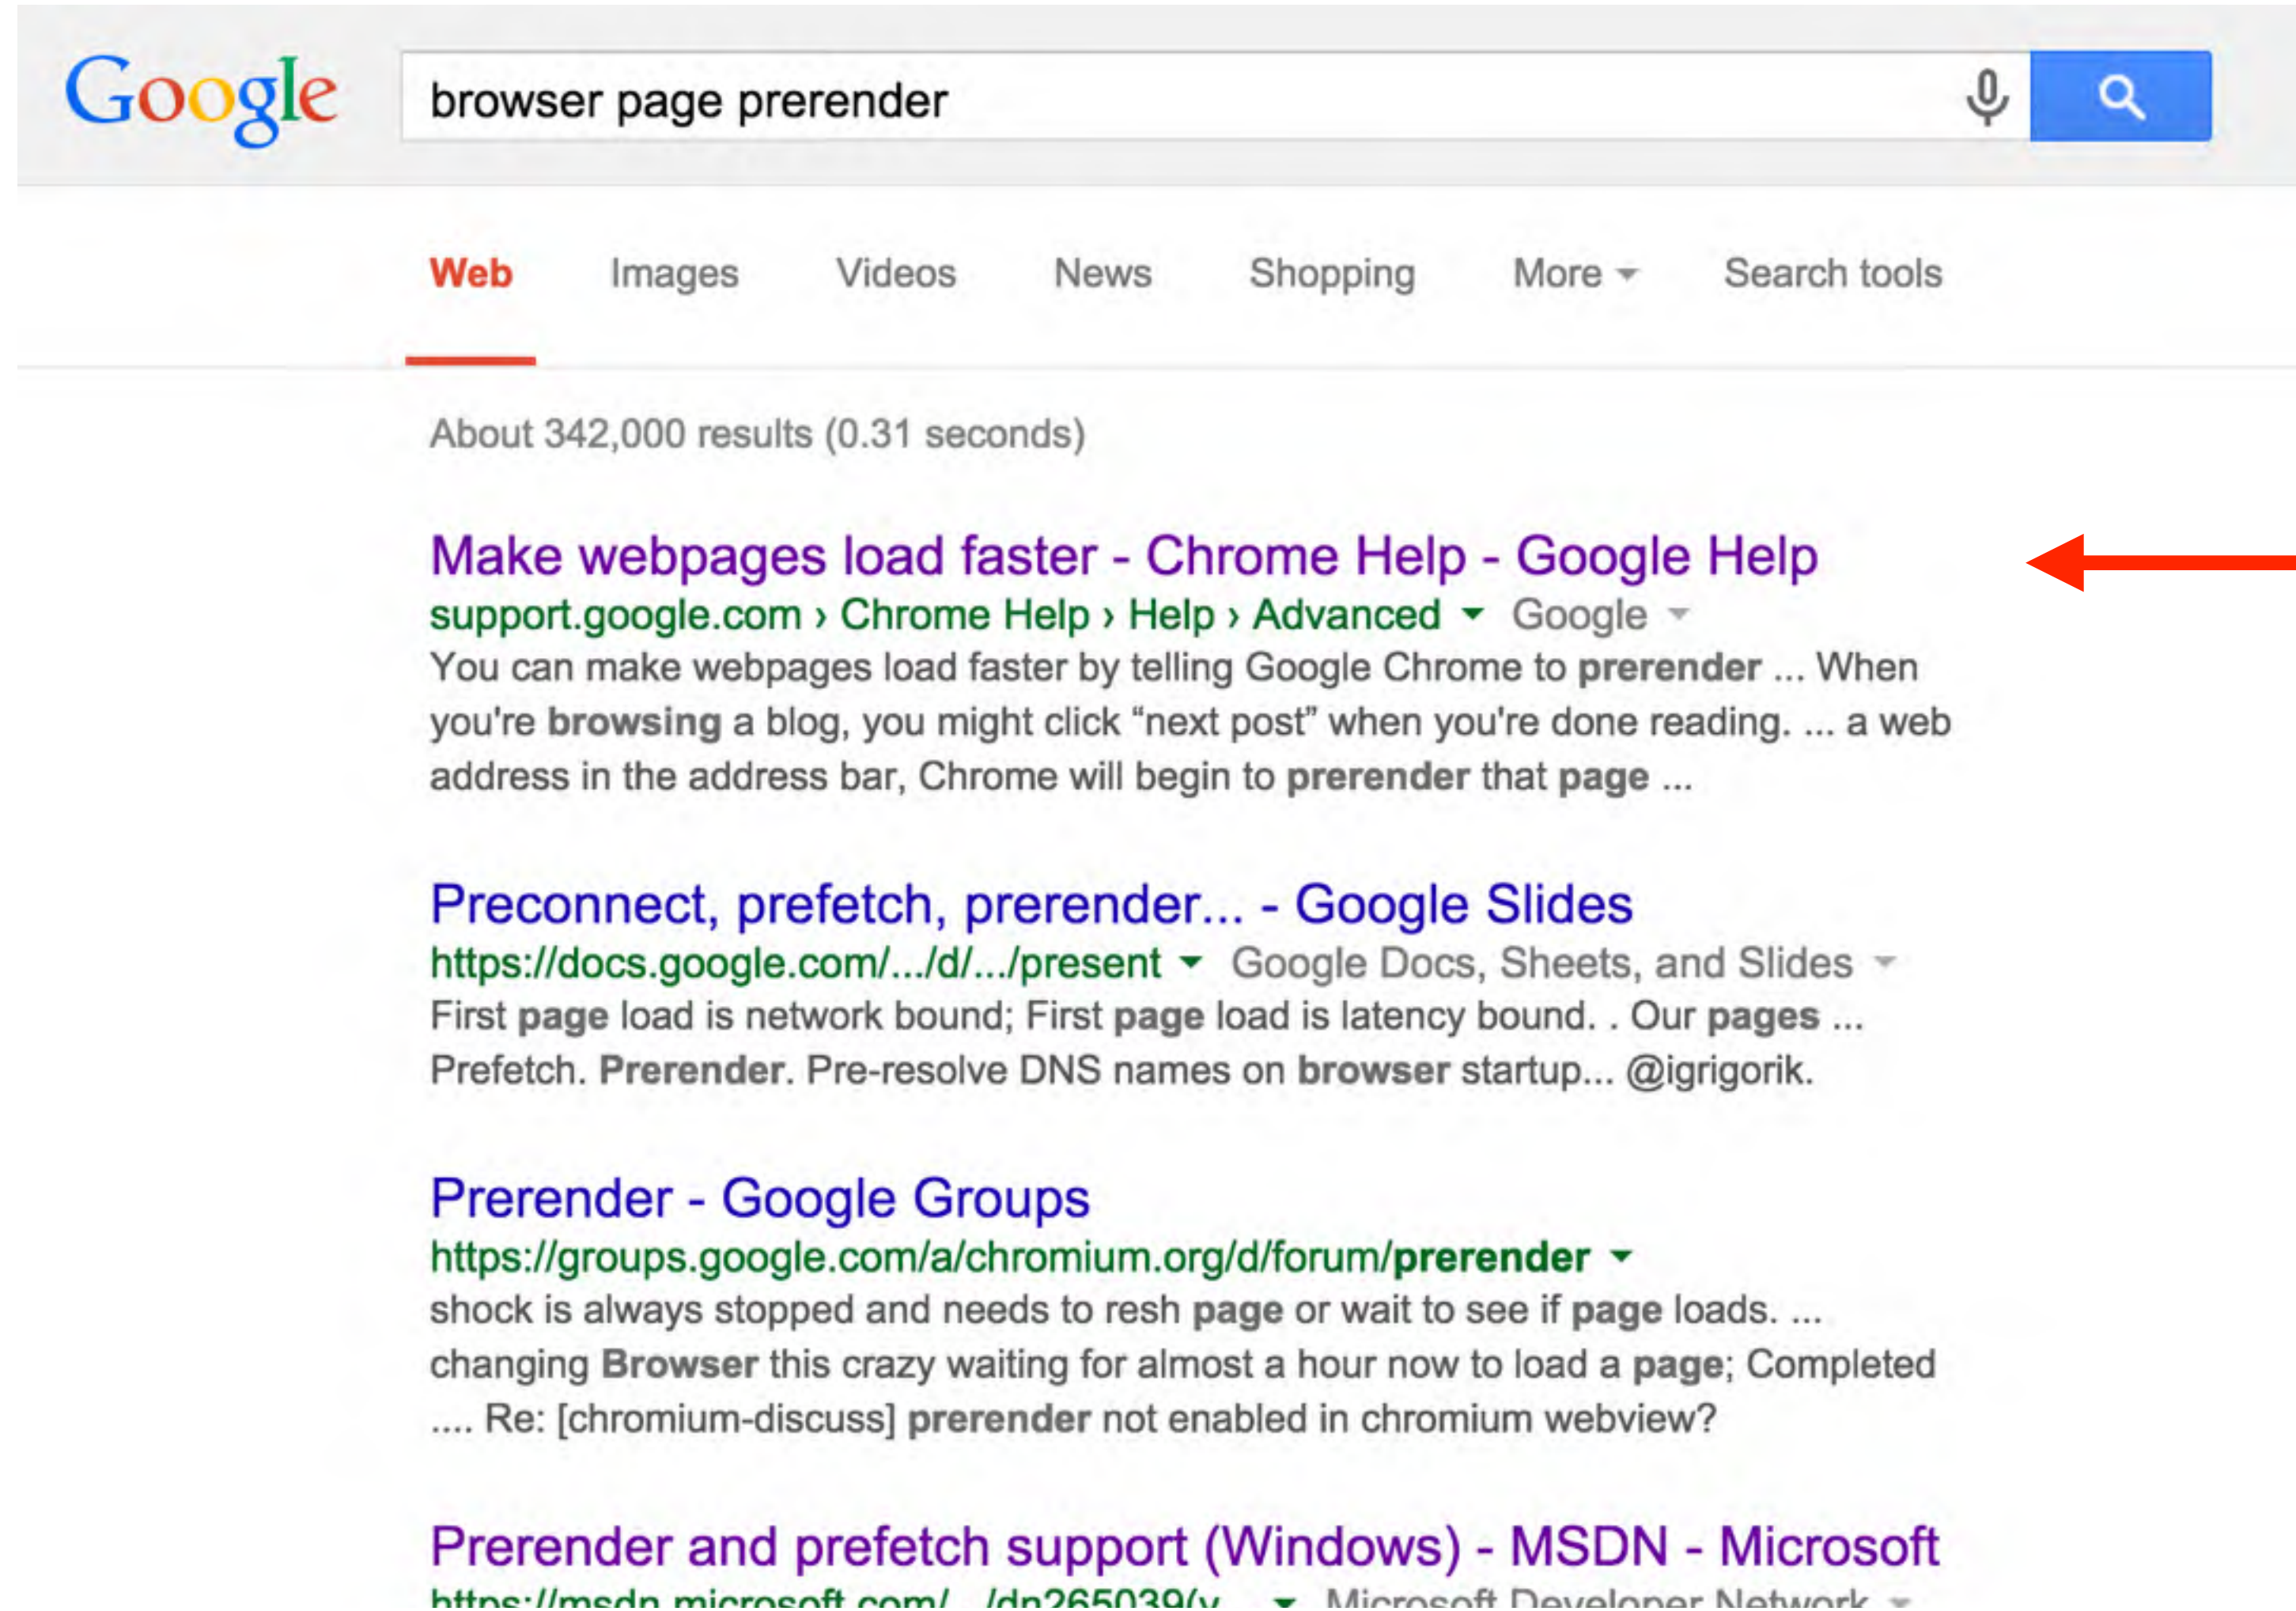 Google
browser page prerender
Web Images Videos News Shopping More Search tools
About 342,000 results (0.31 seconds)
Make webpages load faster - Chrome Help - Google Help
support.google.com › Chrome Help › Help › Advanced Google
You can make webpages load faster by telling Google Chrome to prerender ... When
you're browsing a blog, you might click “next post” when you're done reading. ... a web
address in the address bar, Chrome will begin to prerender that page ...
Preconnect, prefetch, prerender... - Google Slides
https://docs.google.com/.../d/.../present Google Docs, Sheets, and Slides
First page load is network bound; First page load is latency bound. . Our pages ...
Prefetch. Prerender. Pre-resolve DNS names on browser startup... @igrigorik.
Prerender - Google Groups
https://groups.google.com/a/chromium.org/d/forum/prerender
shock is always stopped and needs to resh page or wait to see if page loads. ...
changing Browser this crazy waiting for almost a hour now to load a page; Completed
.... Re: [chromium-discuss] prerender not enabled in chromium webview?
Prerender and prefetch support (Windows) - MSDN - Microsoft
https://msdn.microsoft.com/.../dn265039(v... Microsoft Developer Network